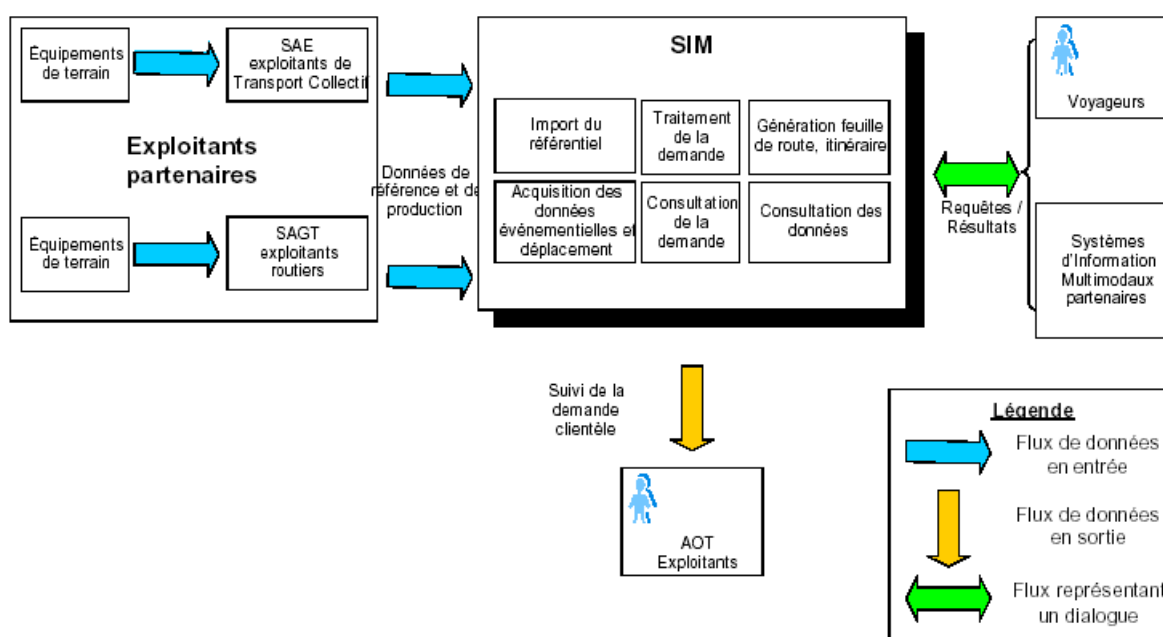 Équipements
de terrain
SAE
exploitants de
Transport Collectif
Exploitants
partenaires
Équipements
de terrain
SAGT
exploitants
routiers
Données de
référence et de
production
SIM
Import du
référentiel
Traitement
de la
demande
Génération feuille
de route, itinéraire
Acquisition des
données
événementielles et
déplacement
Consultation
de la
demande
Consultation des
données
Requêtes /
Résultats
Voyageurs
Systèmes
d'Information
Multimodaux
partenaires
Suivi de la
demande
clientèle
AOT
Exploitants
Légende
Flux de données
en entrée
Flux de données
en sortie
Flux représentant
un dialogue